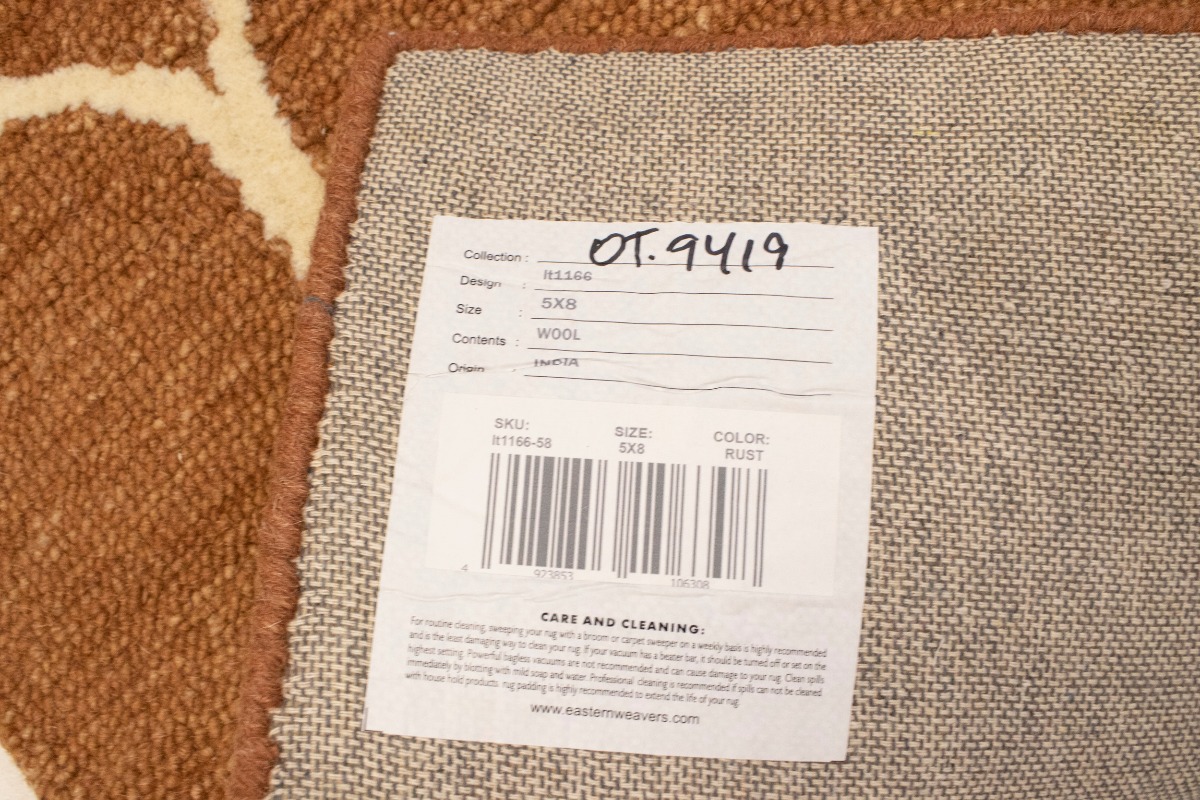 Collection : OT. 9419
Design : lt1166
Size : 5X8
Contents : WOOL
Origin : INDIA
SKU: SIZE: COLOR:
lt1166-58 5X8 RUST
4 923853 106308
CARE AND CLEANING:
For routine cleaning, sweeping your rug with a broom or carpet sweeper on a weekly basis is highly recommended
and is the least damaging way to clean your rug. if your vacuum has a beater bar, it should be turned off or set on the
highest setting. Powerful bagless vacuums are not recommended and can cause damage to your rug. Clean spills
immediately by blotting with mild soap and water. Professional cleaning is recommended if spills can not be cleaned
with house hold products. rug padding is highly recommended to extend the life of your rug.
www.easternweavers.com